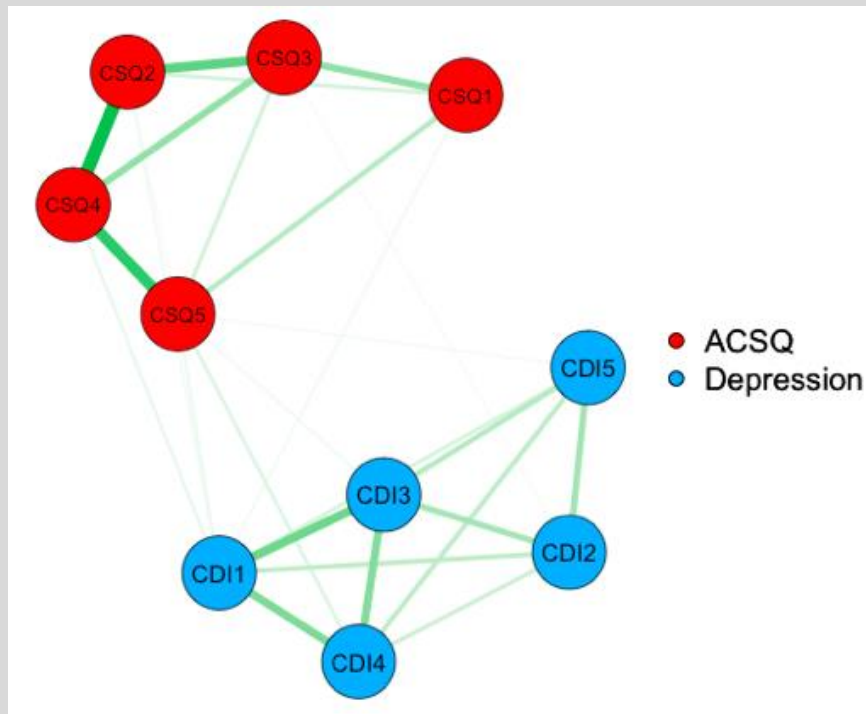 CSQ3
CSQ2
CSQ1
CSQ4
CSQ5
ACSQ
CDI5
Depression
CDI3
CDI2
CDI1
CDI4